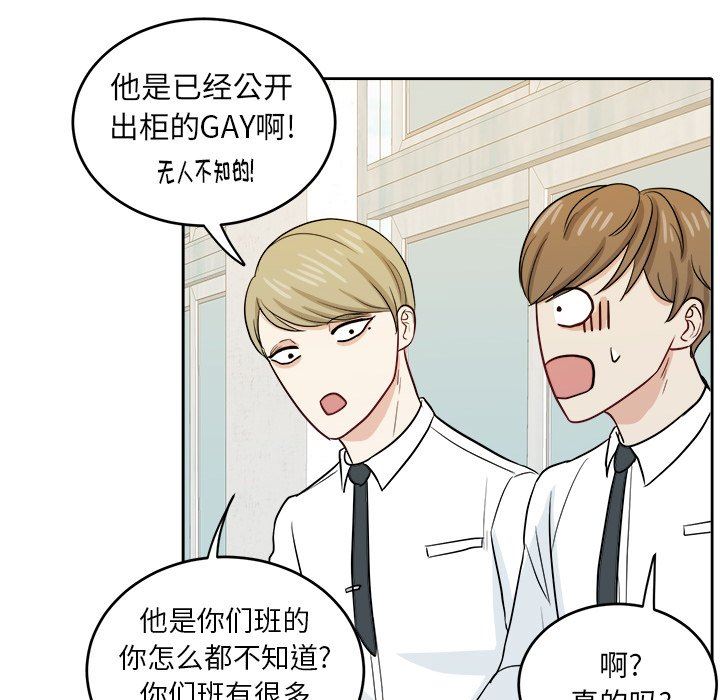 他是已经公开
出柜的GAY啊!
无人不知的!
他是你们班的
你怎么都不知道?
你们班有很多
啊?
真的吗?